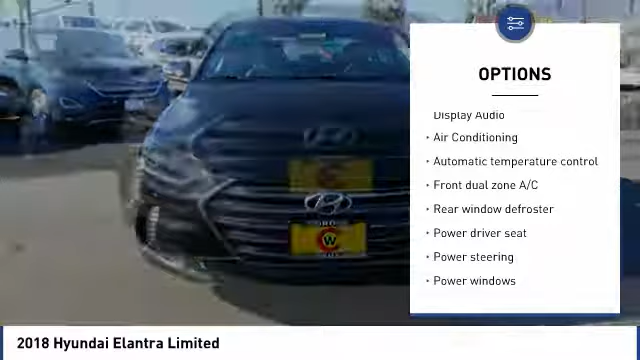 OPTIONS
Display Audio
• Air Conditioning
• Automatic temperature control
• Front dual zone A/C
• Rear window defroster
• Power driver seat
• Power steering
• Power windows
W
2018 Hyundai Elantra Limited